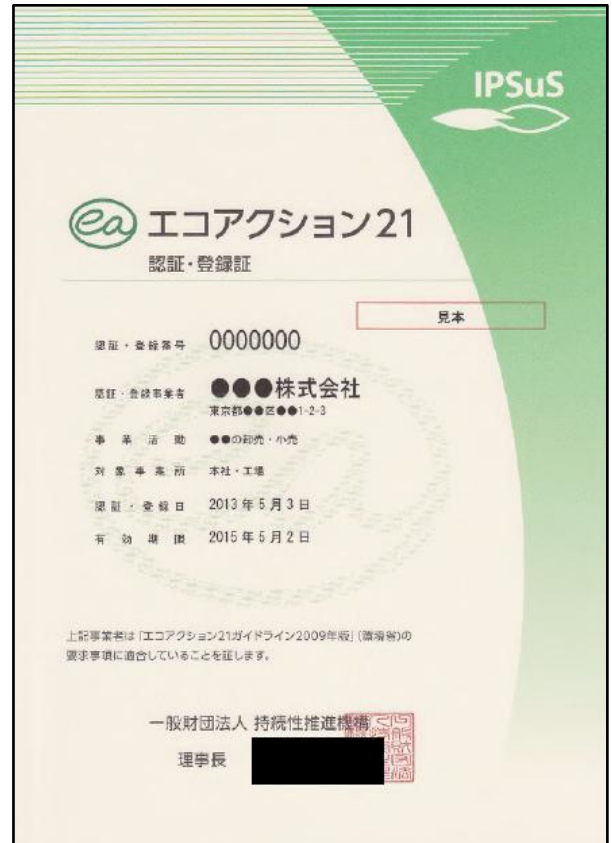 IPSuS
ea エコアクション21
認証・登録証
見本
認証・登録番号 0000000
認証・登録事業者 ●●●株式会社
東京都●●区●●1-2-3
事業活動 ●●の卸売・小売
対象事業所 本社・工場
認証・登録日 2013年5月3日
有効期限 2015年5月2日
上記事業者は「エコアクション21ガイドライン2009年版」(環境省)の
要求事項に適合していることを証します。
一般財団法人 持続性推進機構
理事長